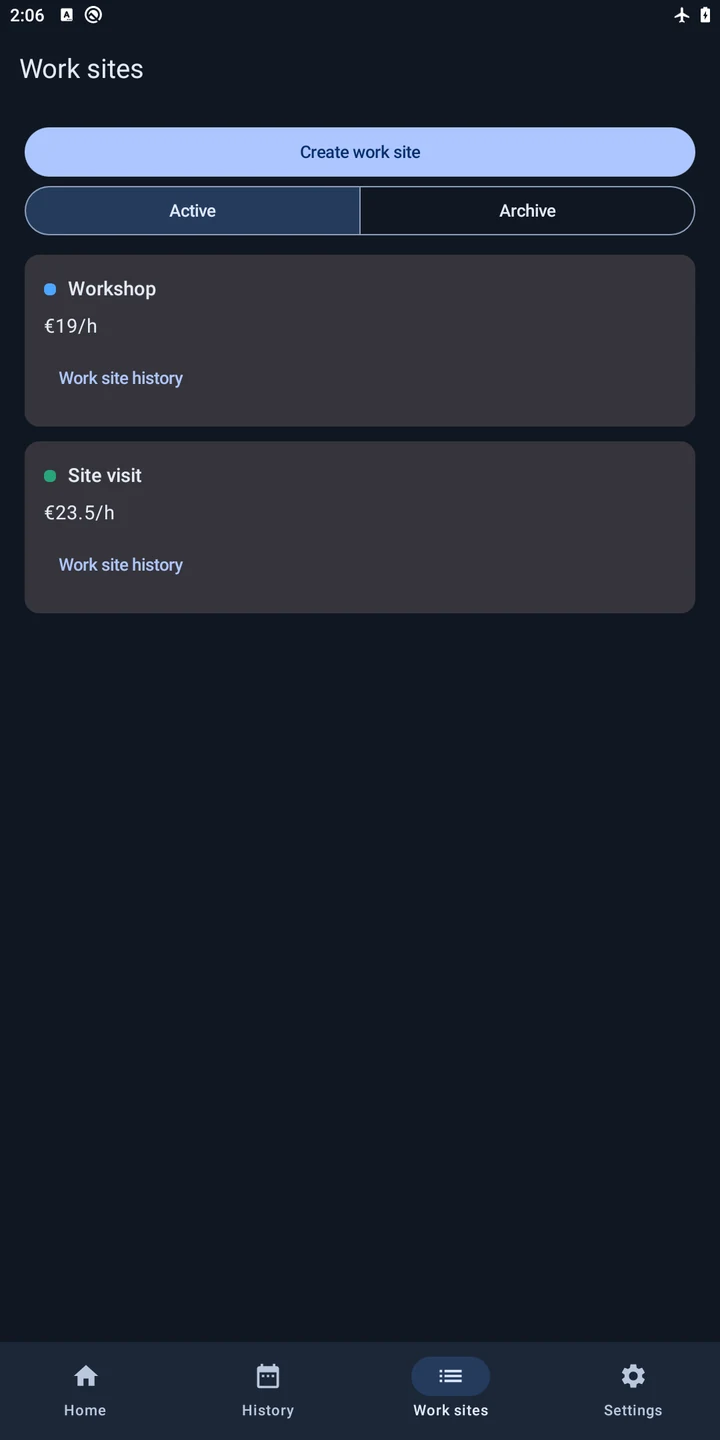 2:06
Work sites
Create work site
Active
Archive
Workshop
€19/h
Work site history
Site visit
€23.5/h
Work site history
Home
History
Work sites
Settings